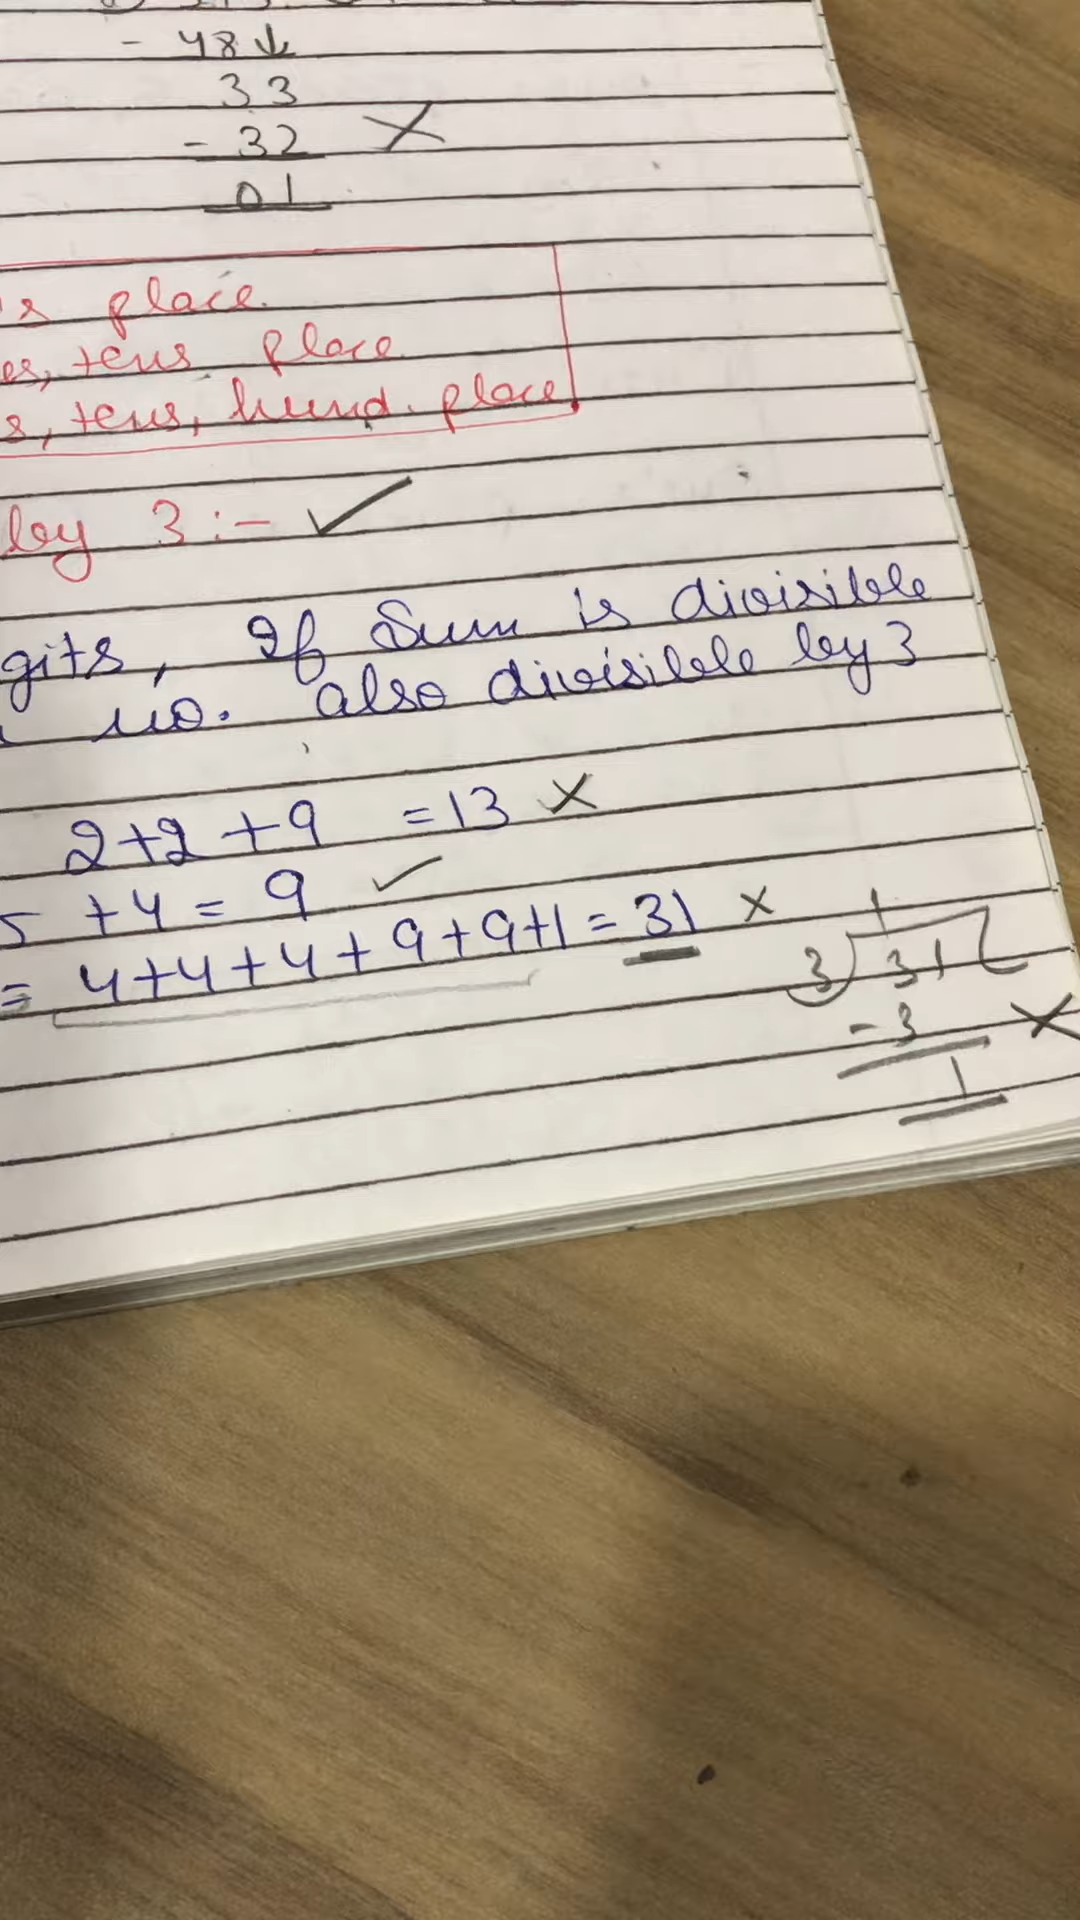 - 48↓
33
- 32 ✗
01
's place.
es, tens place
s, tens, hund. place.
by 3 :- ✓
gits, If Sum is divisible
no. also divisible by 3
2+2+9 =13 ✗
5 +4 = 9 ✓
= 4+4+4+9+9+1 = 31 ✗
1
3)31
-3 ✗
1